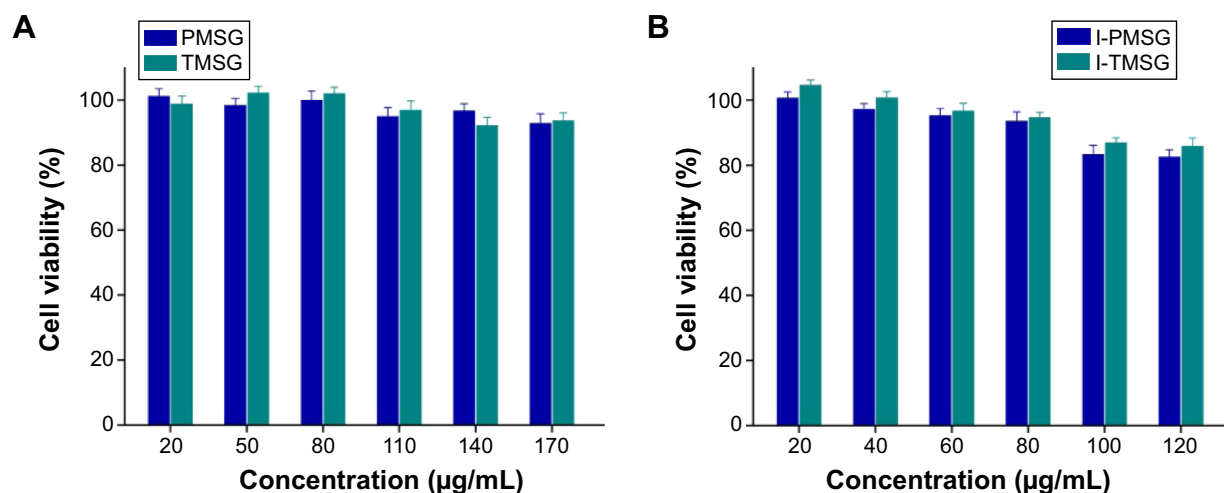 A
PMSG
TMSG
100
80
60
40
20
0
Cell viability (%)
20 50 80 110 140 170
Concentration (µg/mL)
B
I-PMSG
I-TMSG
100
80
60
40
20
0
Cell viability (%)
20 40 60 80 100 120
Concentration (µg/mL)